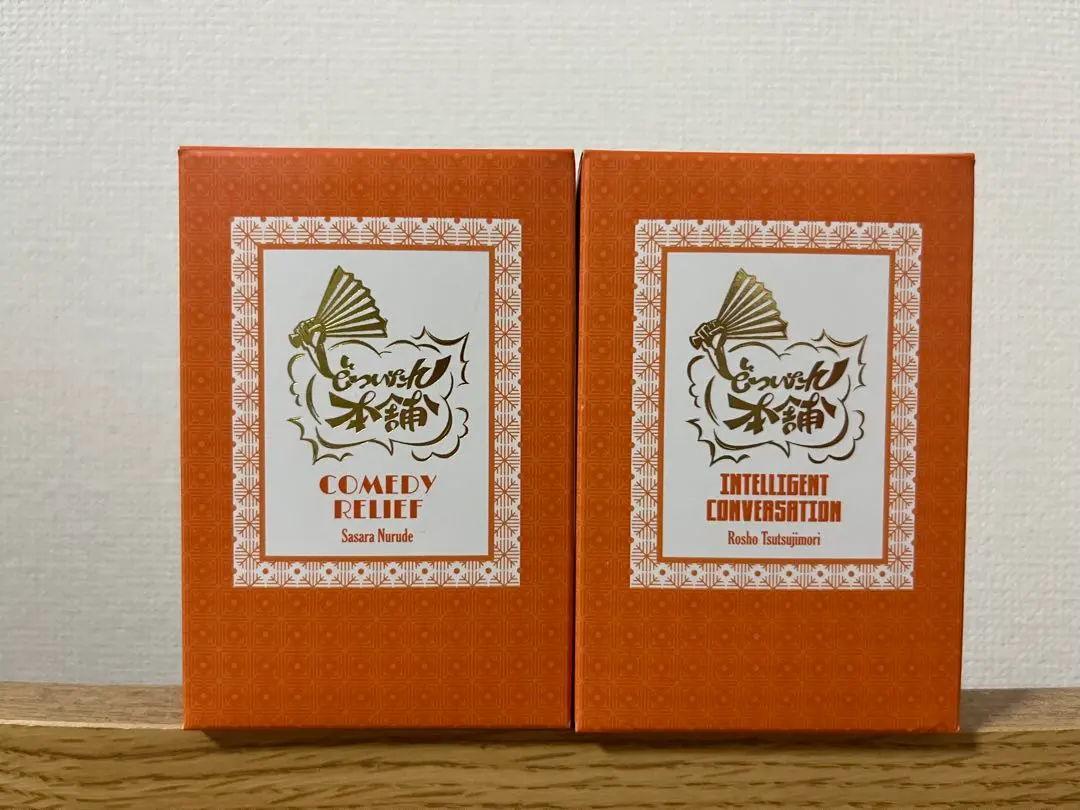 どついたれ
本舗
COMEDY
RELIEF
Sasara Nurude
どついたれ
本舗
INTELLIGENT
CONVERSATION
Rosho Tsutsujimori